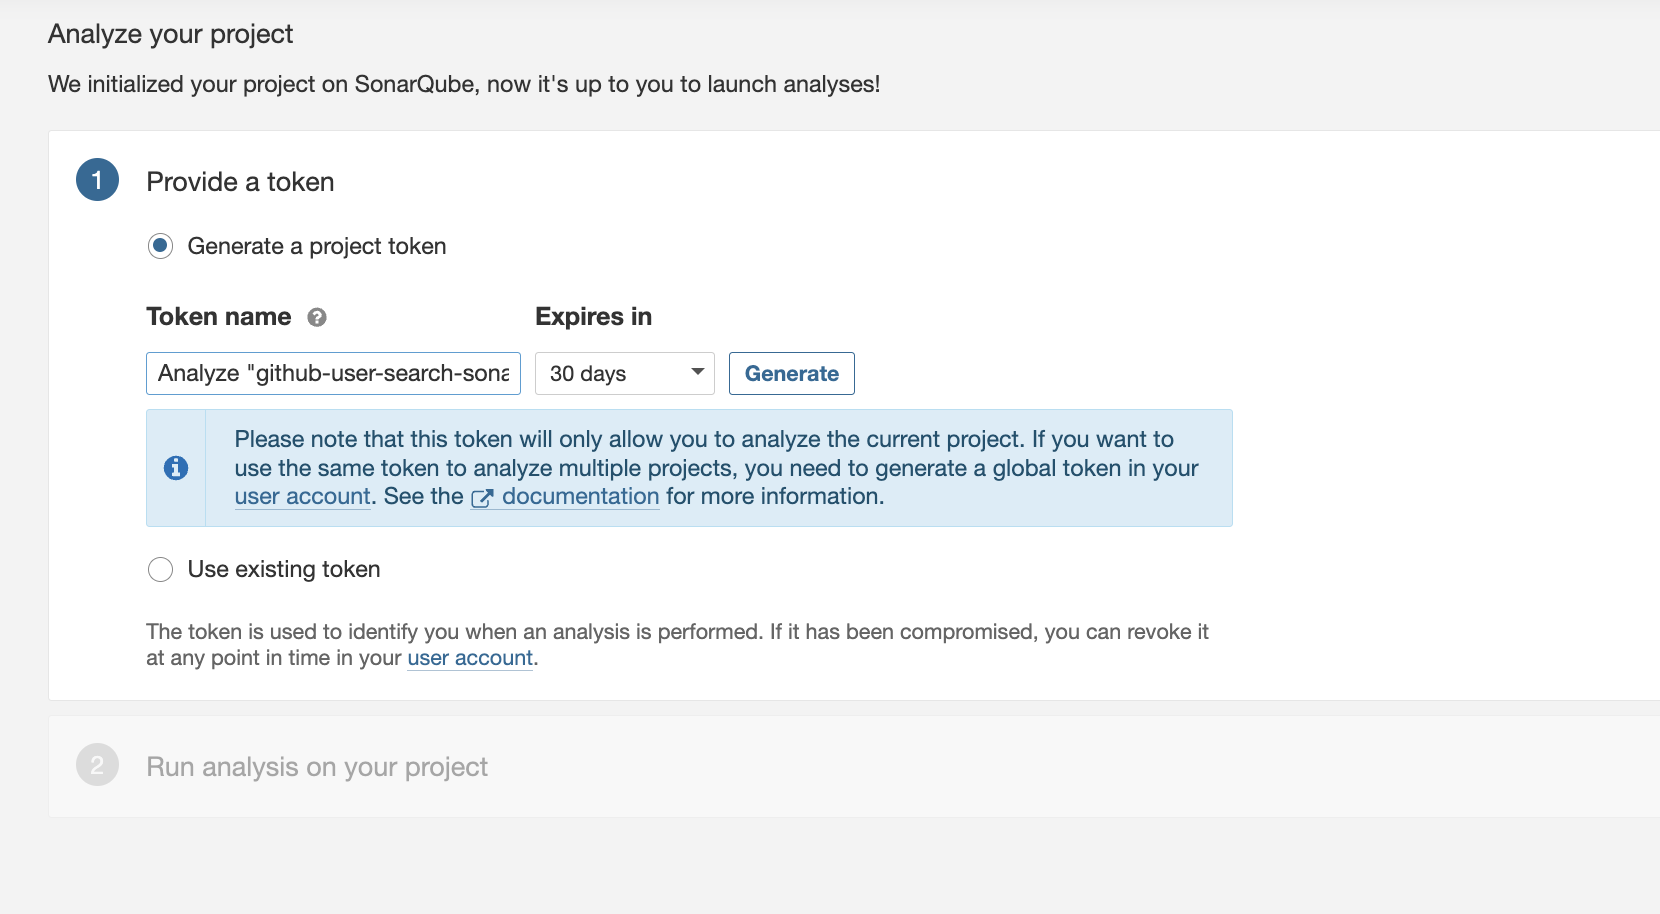 Analyze your project
We initialized your project on SonarQube, now it's up to you to launch analyses!
1 Provide a token
Generate a project token
Token name ? Expires in
Analyze "github-user-search-sona 30 days Generate
Please note that this token will only allow you to analyze the current project. If you want to
use the same token to analyze multiple projects, you need to generate a global token in your
user account. See the documentation for more information.
Use existing token
The token is used to identify you when an analysis is performed. If it has been compromised, you can revoke it
at any point in time in your user account.
2 Run analysis on your project